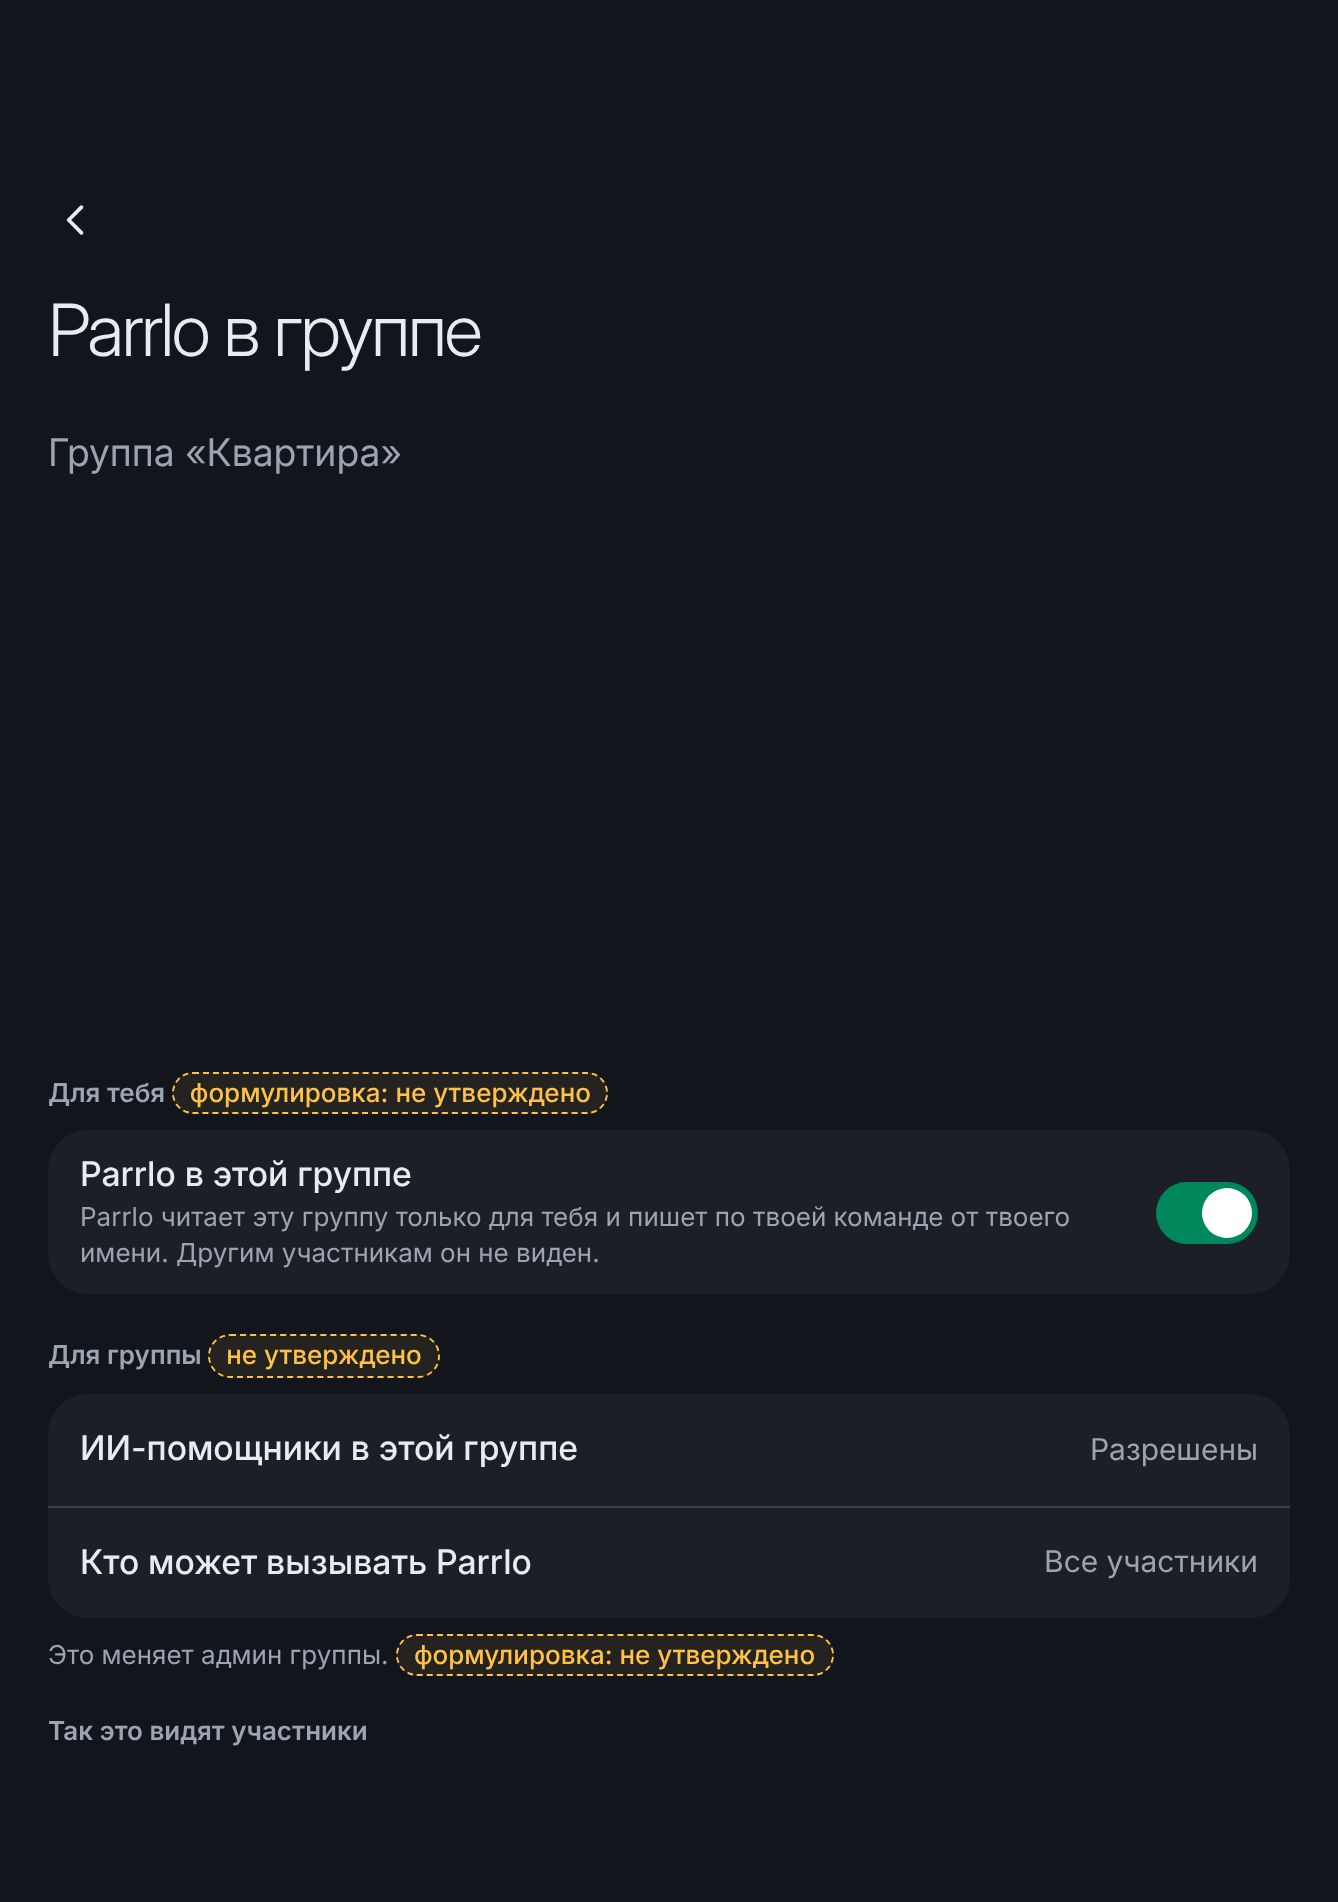 Parrlo в группе
Группа «Квартира»
Для тебя формулировка: не утверждено
Parrlo в этой группе
Parrlo читает эту группу только для тебя и пишет по твоей команде от твоего
имени. Другим участникам он не виден.
Для группы не утверждено
ИИ-помощники в этой группе Разрешены
Кто может вызывать Parrlo Все участники
Это меняет админ группы. формулировка: не утверждено
Так это видят участники